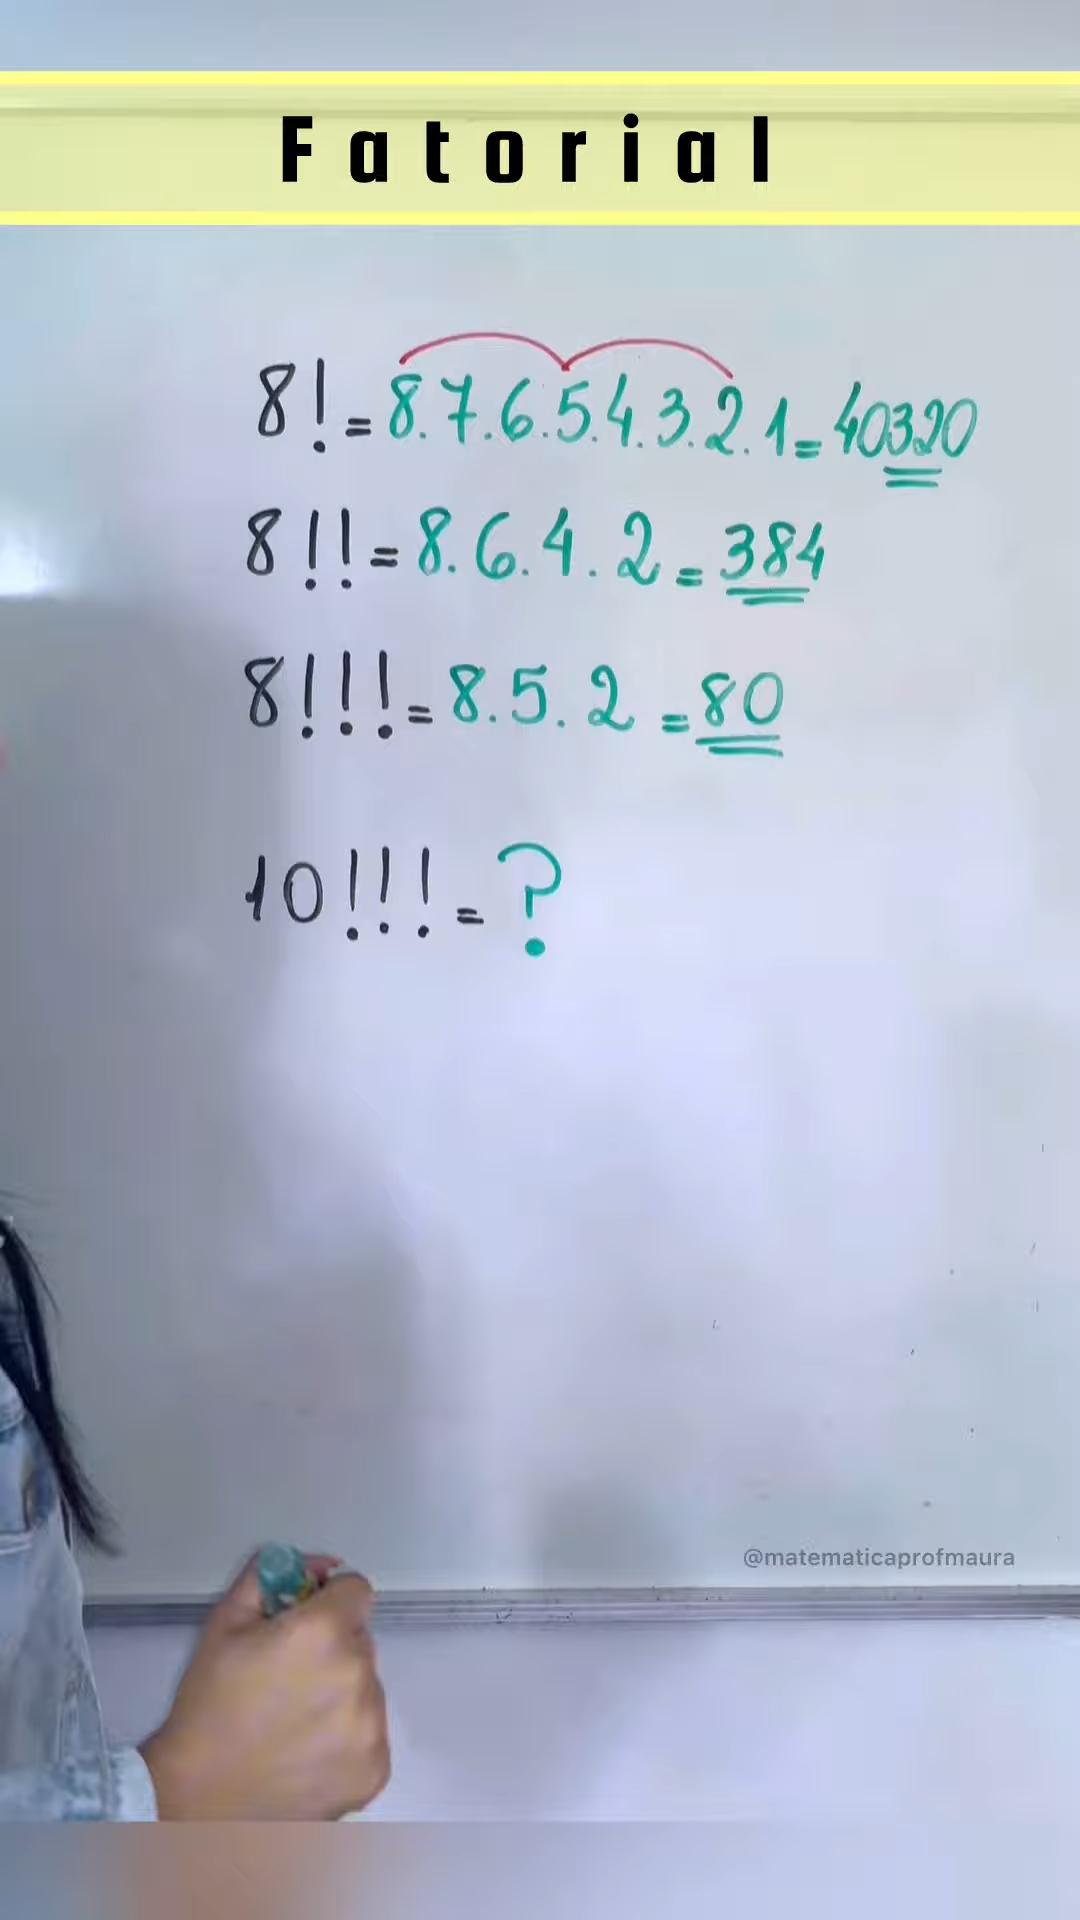 Fatorial
8! = 8.7.6.5.4.3.2.1 = 40320
8!! = 8.6.4.2 = 384
8!!! = 8.5.2 = 80
10!!! = ?
@matematicaprofmaura